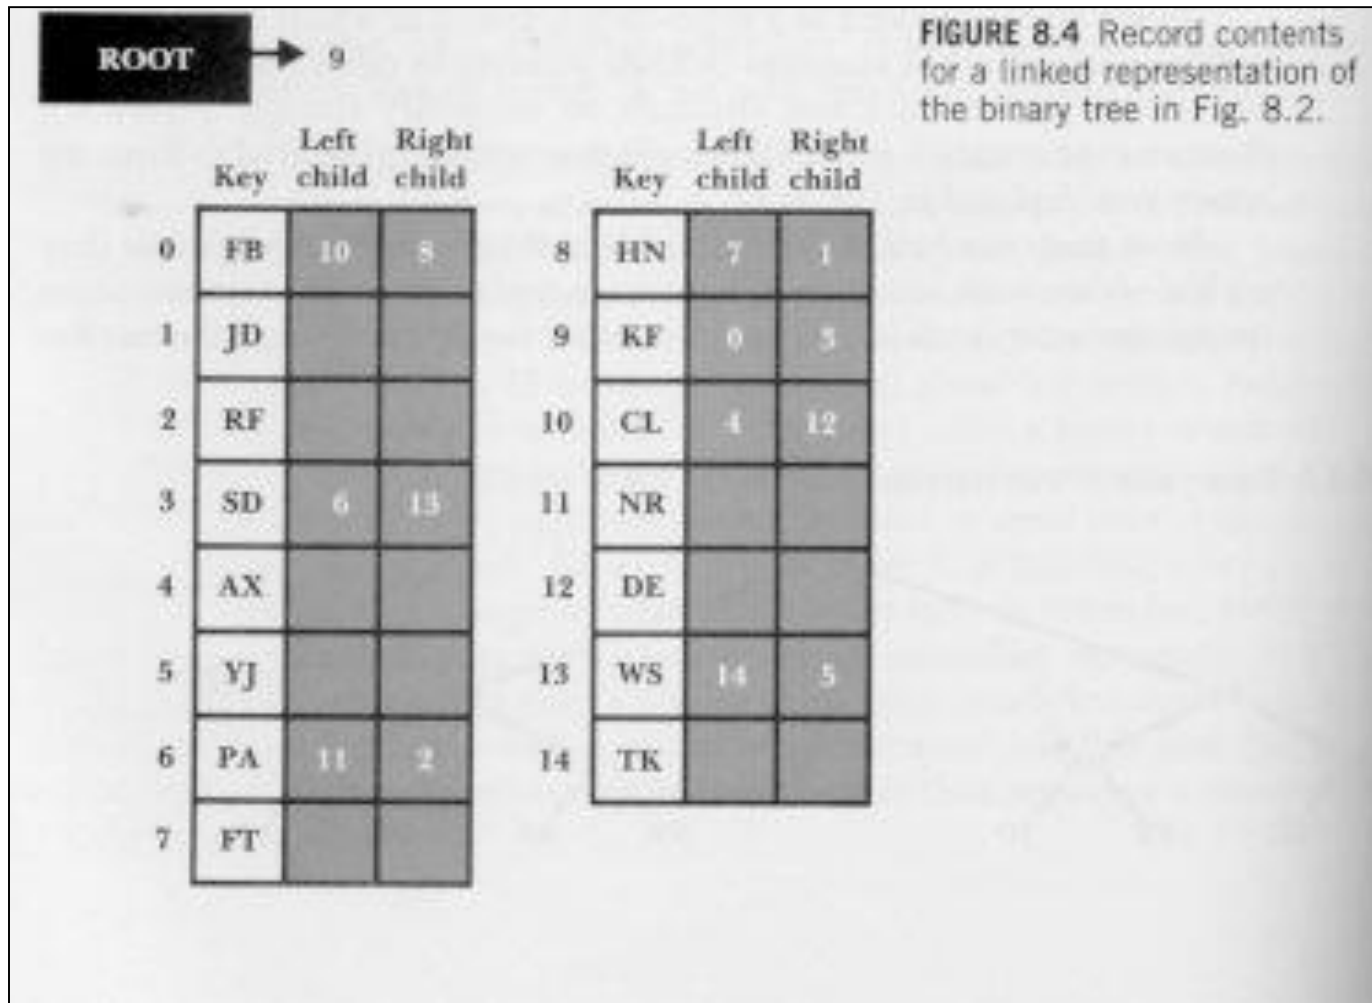 ROOT 9
FIGURE 8.4 Record contents
for a linked representation of
the binary tree in Fig. 8.2.
Left Right
Key child child
0 FB 10 8
1 JD
2 RF
3 SD 6 13
4 AX
5 YJ
6 PA 11 2
7 FT
Left Right
Key child child
8 HN 7 1
9 KF 0 3
10 CL 4 12
11 NR
12 DE
13 WS 14 5
14 TK